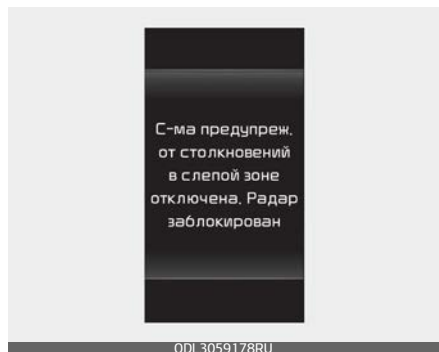 С-ма предупреж.
от столкновений
в слепой зоне
отключена. Радар
заблокирован
ODL3059178RU